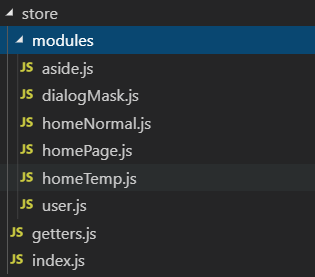 store
modules
JS aside.js
JS dialogMask.js
JS homeNormal.js
JS homePage.js
JS homeTemp.js
JS user.js
JS getters.js
JS index.js